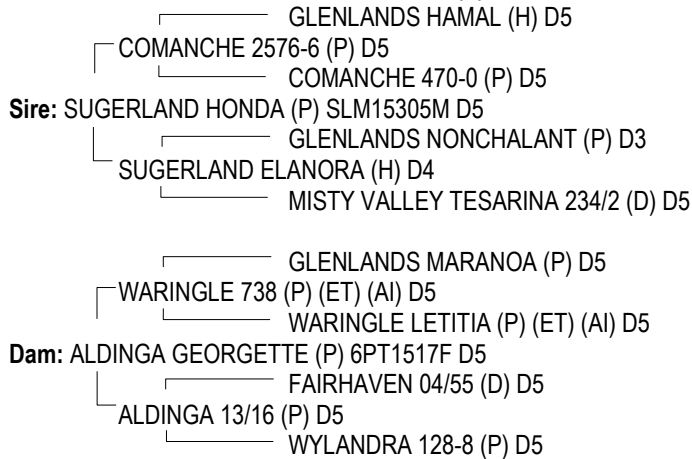 GLENLANDS HAMAL (H) D5
COMANCHE 2576-6 (P) D5
COMANCHE 470-0 (P) D5
Sire: SUGERLAND HONDA (P) SLM15305M D5
GLENLANDS NONCHALANT (P) D3
SUGERLAND ELANORA (H) D4
MISTY VALLEY TESARINA 234/2 (D) D5
GLENLANDS MARANOA (P) D5
WARINGLE 738 (P) (ET) (AI) D5
WARINGLE LETITIA (P) (ET) (AI) D5
Dam: ALDINGA GEORGETTE (P) 6PT1517F D5
FAIRHAVEN 04/55 (D) D5
ALDINGA 13/16 (P) D5
WYLANDRA 128-8 (P) D5